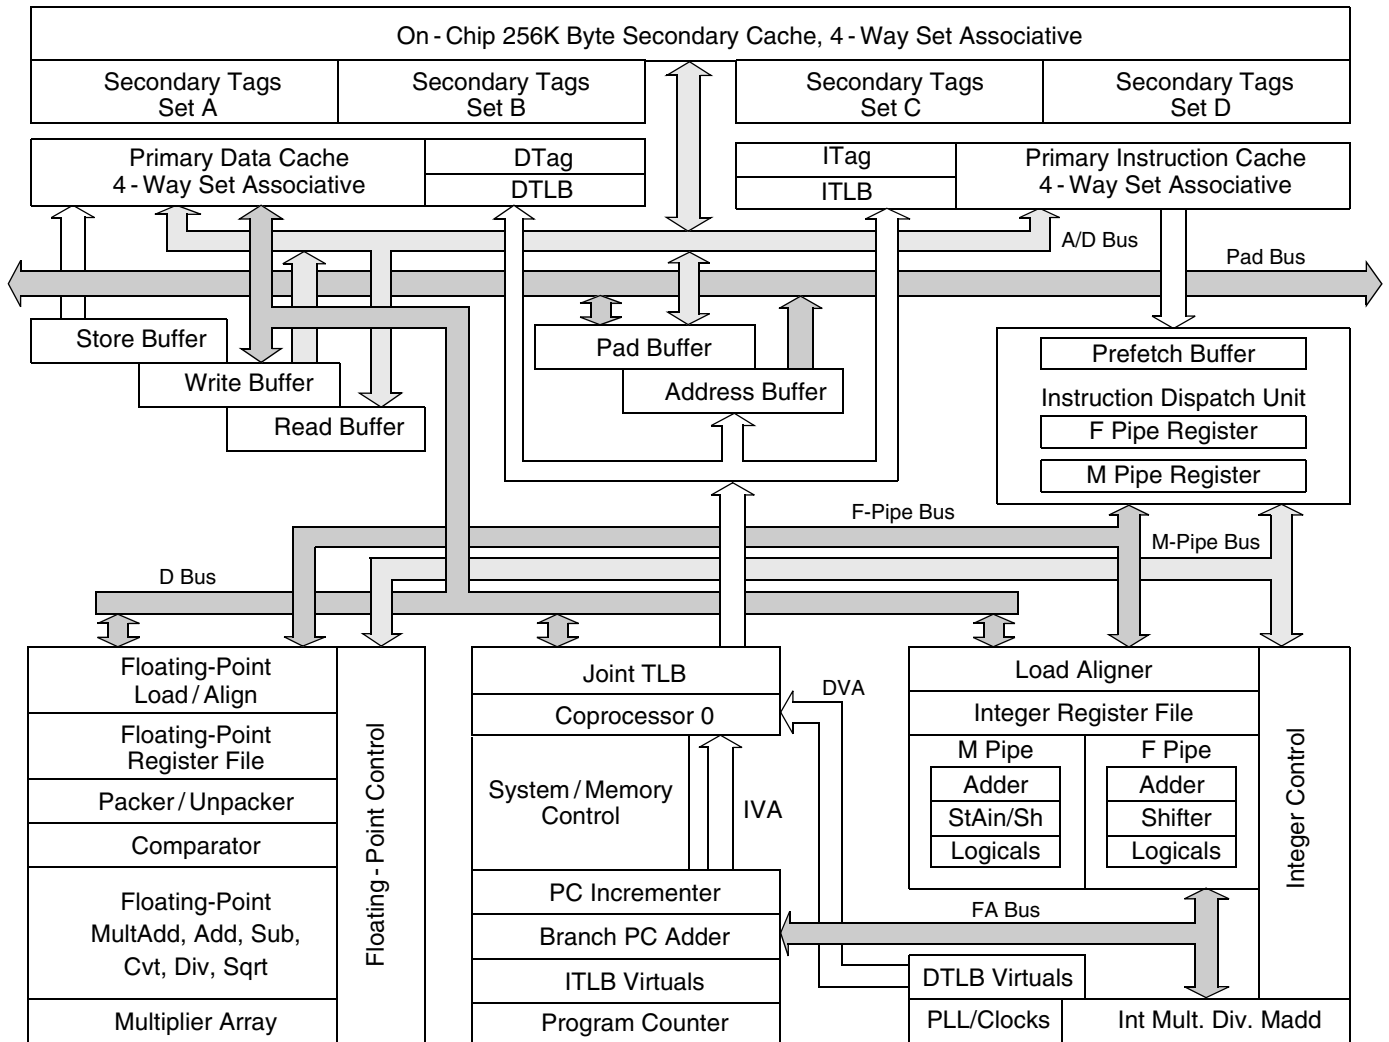 On-Chip 256K Byte Secondary Cache, 4-Way Set Associative
Secondary Tags
Set A
Secondary Tags
Set B
Secondary Tags
Set C
Secondary Tags
Set D
Primary Data Cache
4-Way Set Associative
DTag
DTLB
ITag
ITLB
Primary Instruction Cache
4-Way Set Associative
A/D Bus
Pad Bus
Store Buffer
Write Buffer
Read Buffer
Pad Buffer
Address Buffer
Prefetch Buffer
Instruction Dispatch Unit
F Pipe Register
M Pipe Register
F-Pipe Bus
M-Pipe Bus
D Bus
Floating-Point
Load/Align
Floating-Point
Register File
Packer/Unpacker
Comparator
Floating-Point
MultAdd, Add, Sub,
Cvt, Div, Sqrt
Multiplier Array
Floating-Point Control
Joint TLB
Coprocessor 0
System/Memory
Control
DVA
IVA
PC Incrementer
Branch PC Adder
ITLB Virtuals
Program Counter
Load Aligner
Integer Register File
M Pipe
Adder
StAin/Sh
Logicals
F Pipe
Adder
Shifter
Logicals
Integer Control
FA Bus
DTLB Virtuals
PLL/Clocks
Int Mult. Div. Madd